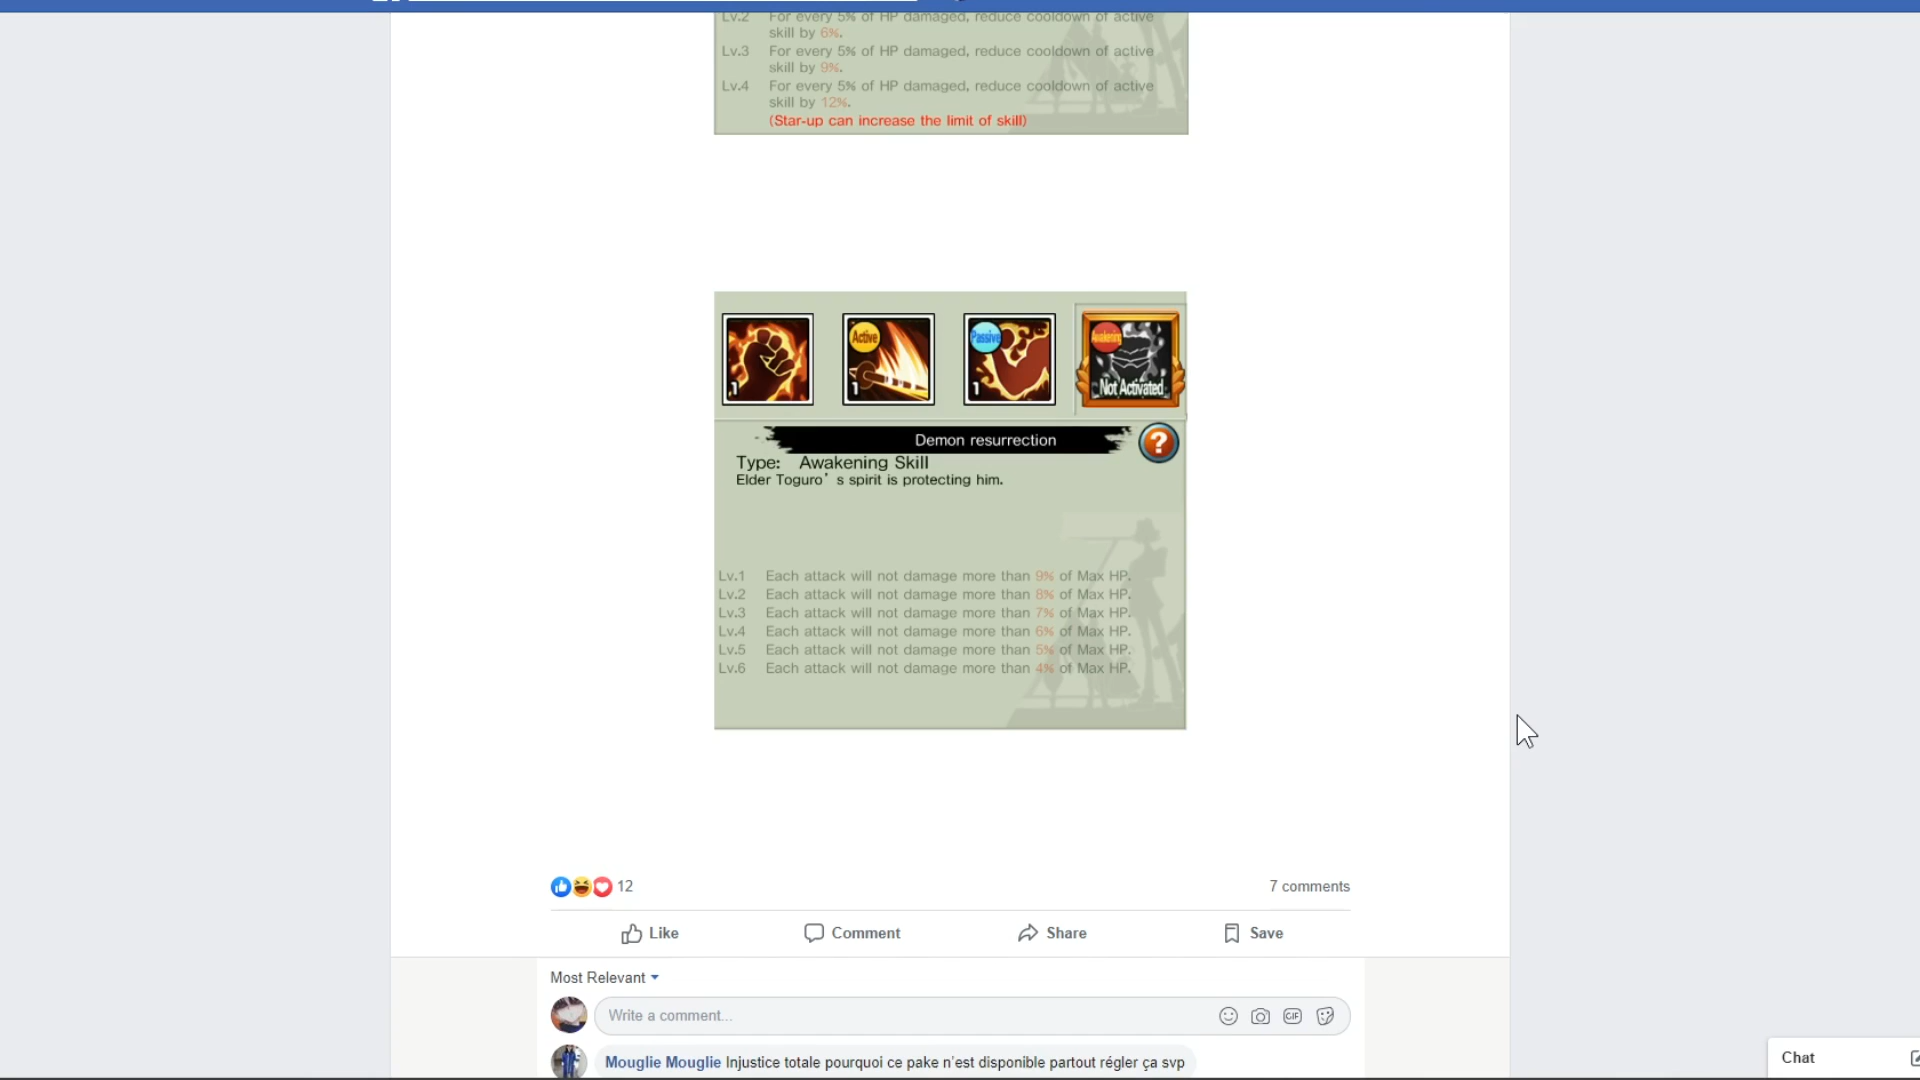 Lv.2 For every 5% of HP damaged, reduce cooldown of active
skill by 6%.
Lv.3 For every 5% of HP damaged, reduce cooldown of active
skill by 9%.
Lv.4 For every 5% of HP damaged, reduce cooldown of active
skill by 12%.
(Star-up can increase the limit of skill)
Active Passive Awakening
1 1 1 Not Activated
Demon resurrection ?
Type: Awakening Skill
Elder Toguro's spirit is protecting him.
Lv.1 Each attack will not damage more than 9% of Max HP.
Lv.2 Each attack will not damage more than 8% of Max HP.
Lv.3 Each attack will not damage more than 7% of Max HP.
Lv.4 Each attack will not damage more than 6% of Max HP.
Lv.5 Each attack will not damage more than 5% of Max HP.
Lv.6 Each attack will not damage more than 4% of Max HP.
12 7 comments
Like Comment Share Save
Most Relevant
Write a comment... GIF
Mouglie Mouglie Injustice totale pourquoi ce pake n'est disponible partout régler ça svp
Chat